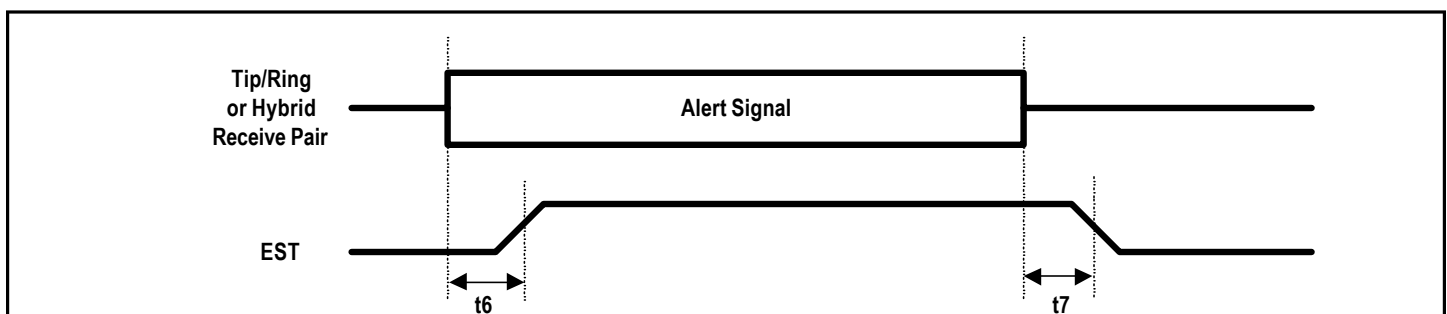 Tip/Ring
or Hybrid
Receive Pair
Alert Signal
EST
t6
t7